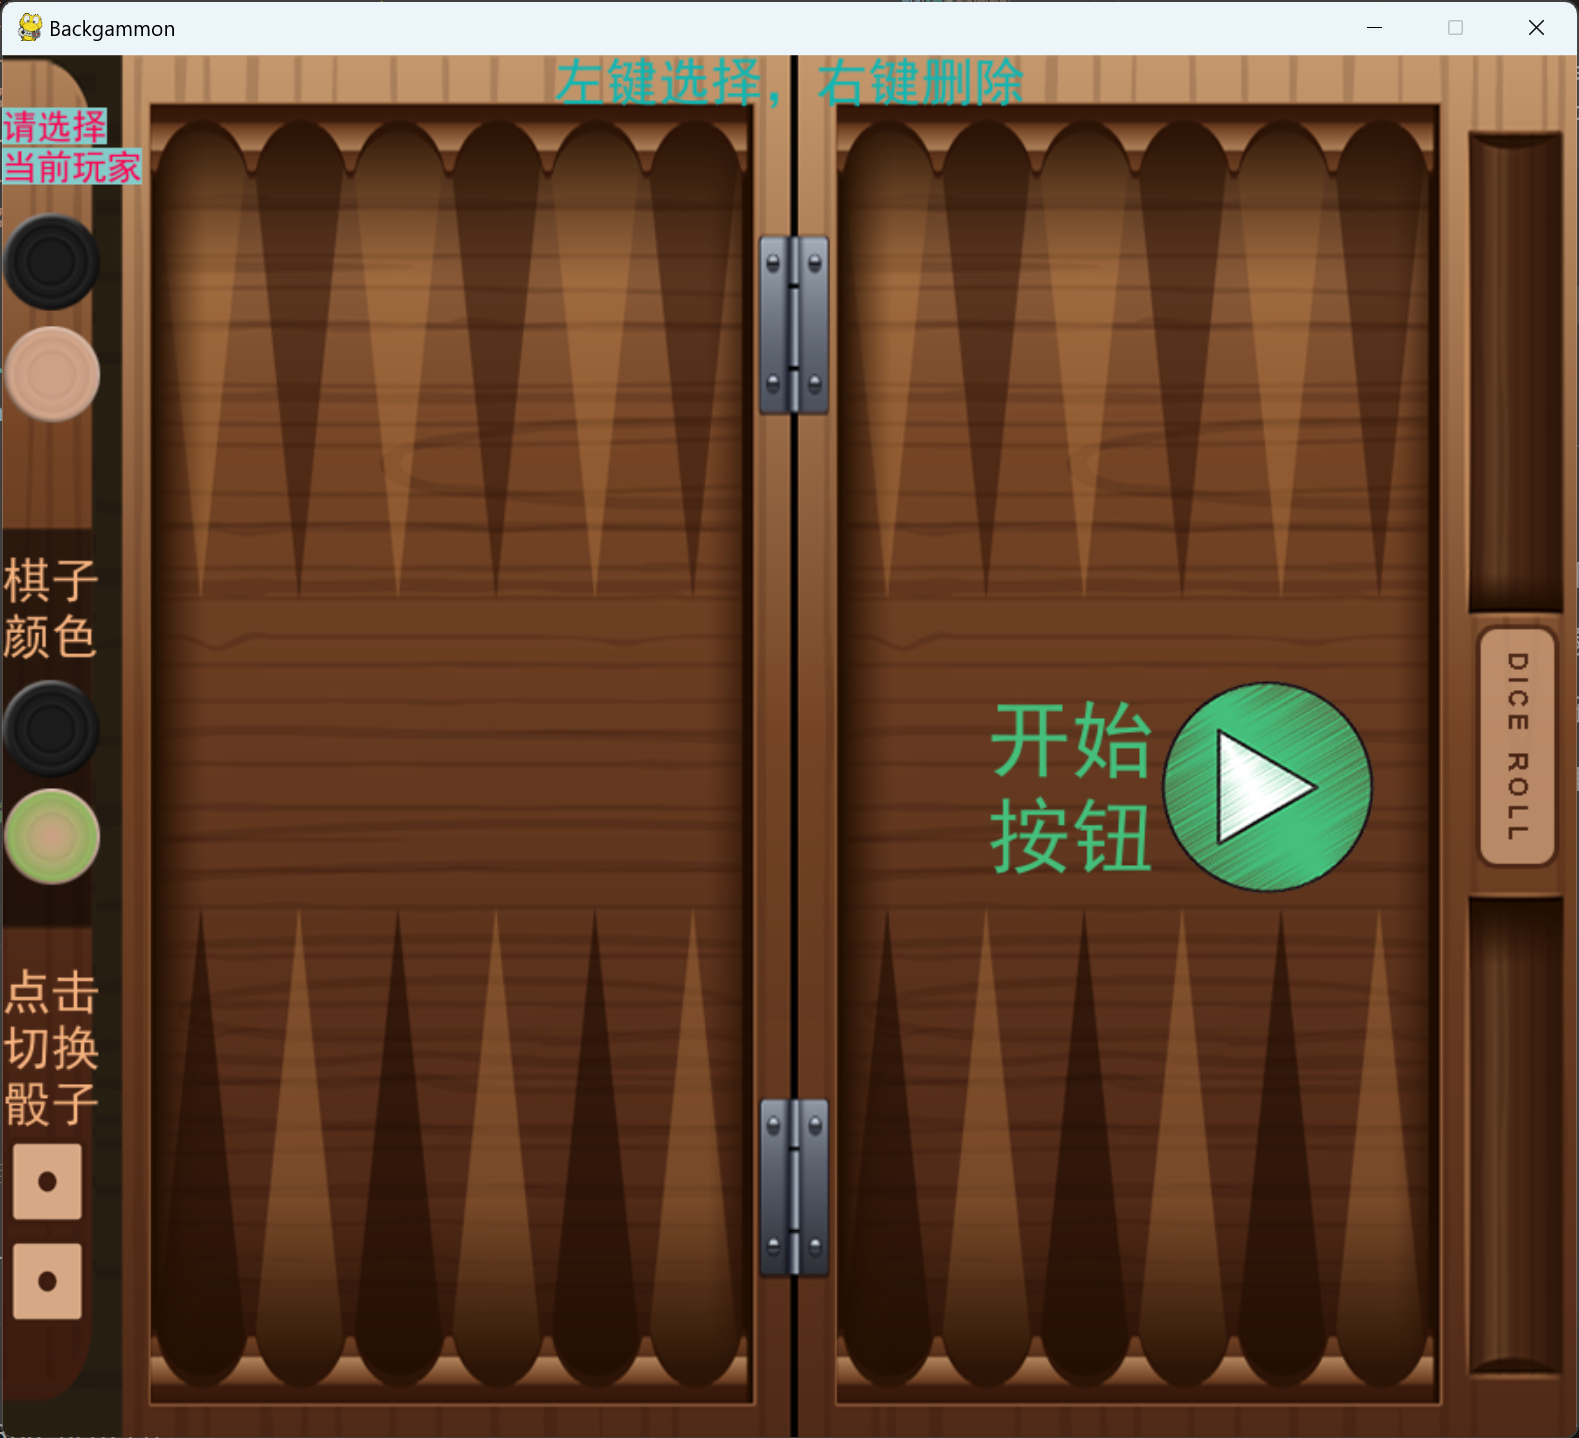 Backgammon
左键选择，右键删除
请选择
当前玩家
棋子
颜色
开始
按钮
DICE ROLL
点击
切换
骰子